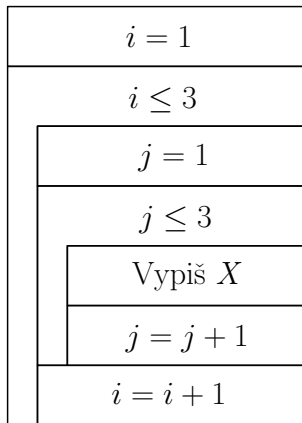 i = 1
i ≤ 3
j = 1
j ≤ 3
Vypiš X
j = j + 1
i = i + 1